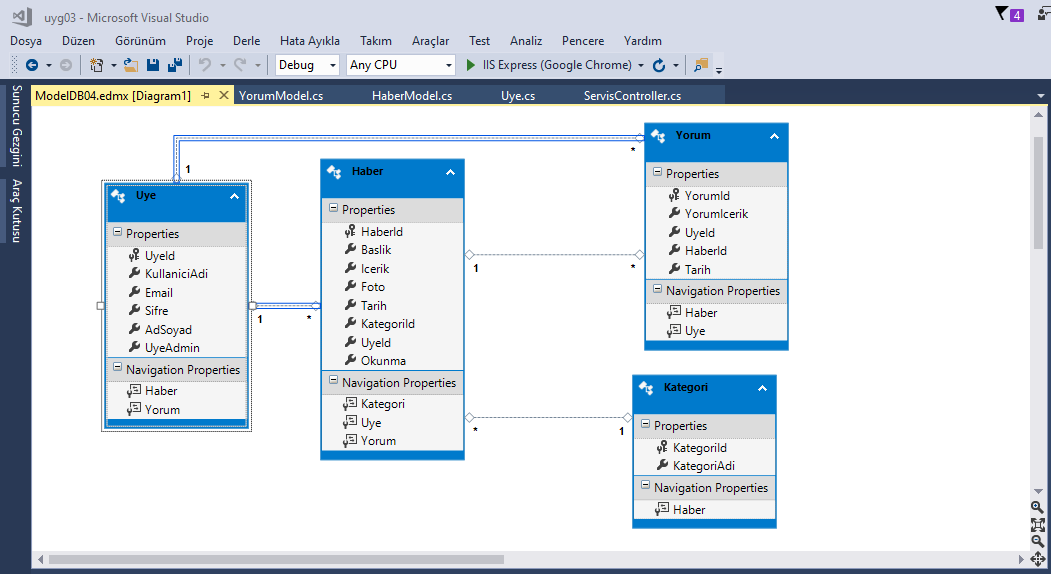 uyg03 - Microsoft Visual Studio
4
Dosya Düzen Görünüm Proje Derle Hata Ayıkla Takım Araçlar Test Analiz Pencere Yardım
Debug Any CPU IIS Express (Google Chrome)
Sunucu Gezgini
Araç Kutusu
ModelDB04.edmx [Diagram1] YorumModel.cs HaberModel.cs Uye.cs ServisController.cs
Uye
Properties
UyeId
KullaniciAdi
Email
Sifre
AdSoyad
UyeAdmin
Navigation Properties
Haber
Yorum
1
*
1
*
Haber
Properties
HaberId
Baslik
Icerik
Foto
Tarih
KategoriId
UyeId
Okunma
Navigation Properties
Kategori
Uye
Yorum
1
*
*
1
Yorum
Properties
YorumId
YorumIcerik
UyeId
HaberId
Tarih
Navigation Properties
Haber
Uye
Kategori
Properties
KategoriId
KategoriAdi
Navigation Properties
Haber